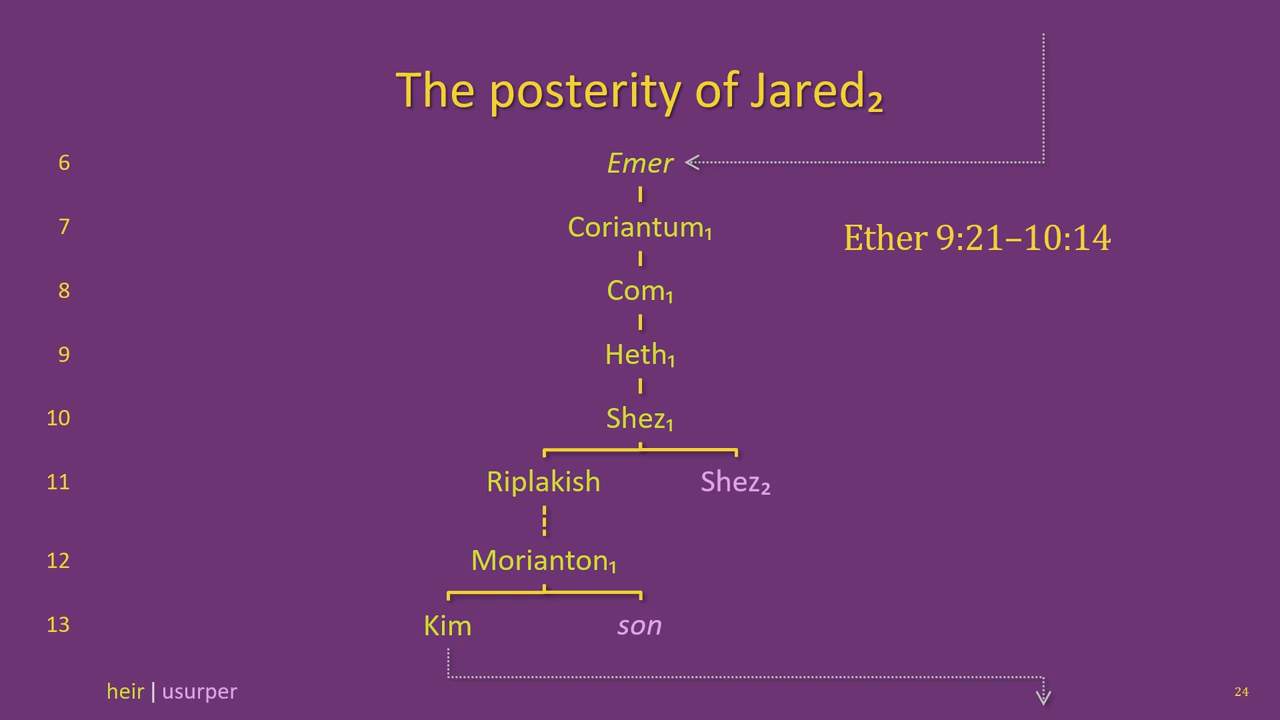 The posterity of Jared₂
6 Emer
7 Coriantum₁
Ether 9:21–10:14
8 Com₁
9 Heth₁
10 Shez₁
11 Riplakish Shez₂
12 Morianton₁
13 Kim son
heir | usurper
24